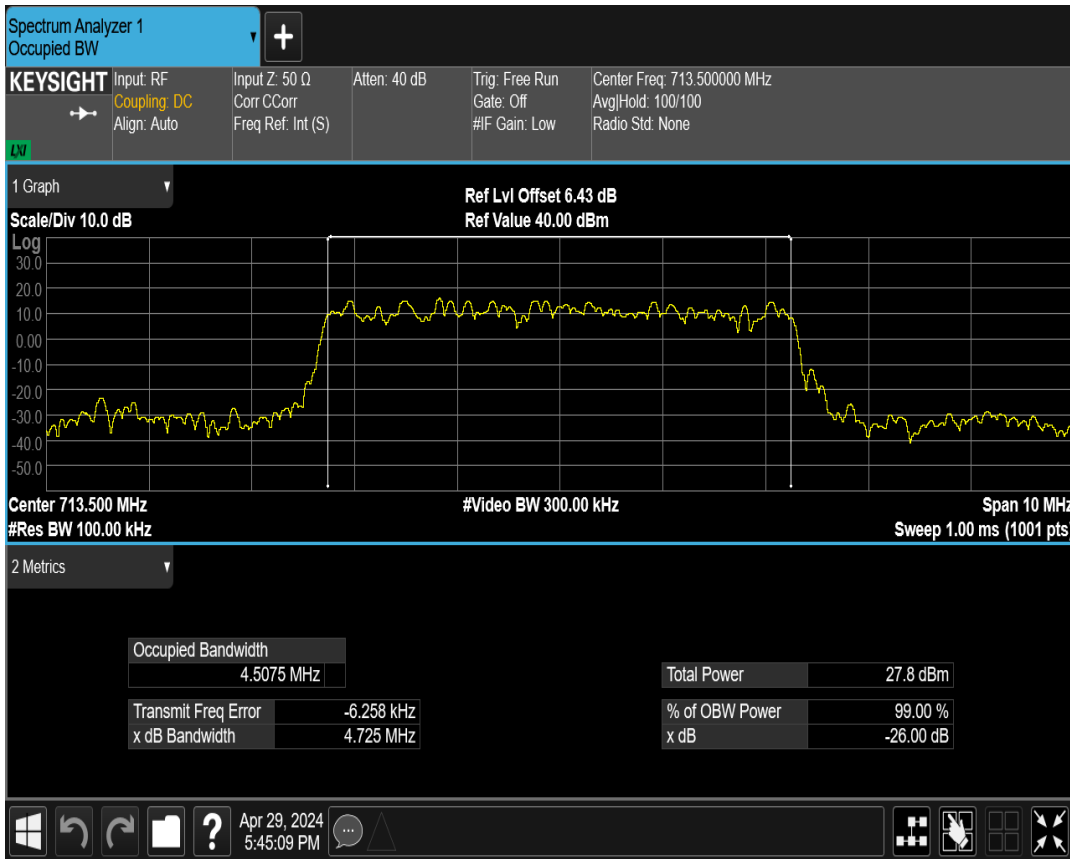 Spectrum Analyzer 1
Occupied BW
+
KEYSIGHT
LXI
Input: RF
Coupling: DC
Align: Auto
Input Z: 50 Ω
Corr CCorr
Freq Ref: Int (S)
Atten: 40 dB
Trig: Free Run
Gate: Off
#IF Gain: Low
Center Freq: 713.500000 MHz
Avg|Hold: 100/100
Radio Std: None
1 Graph
Scale/Div 10.0 dB
Ref Lvl Offset 6.43 dB
Ref Value 40.00 dBm
Log
30.0
20.0
10.0
0.00
-10.0
-20.0
-30.0
-40.0
-50.0
Center 713.500 MHz
#Video BW 300.00 kHz
Span 10 MHz
#Res BW 100.00 kHz
Sweep 1.00 ms (1001 pts)
2 Metrics
Occupied Bandwidth
4.5075 MHz
Total Power 27.8 dBm
Transmit Freq Error -6.258 kHz
% of OBW Power 99.00 %
x dB Bandwidth 4.725 MHz
x dB -26.00 dB
?
Apr 29, 2024
5:45:09 PM